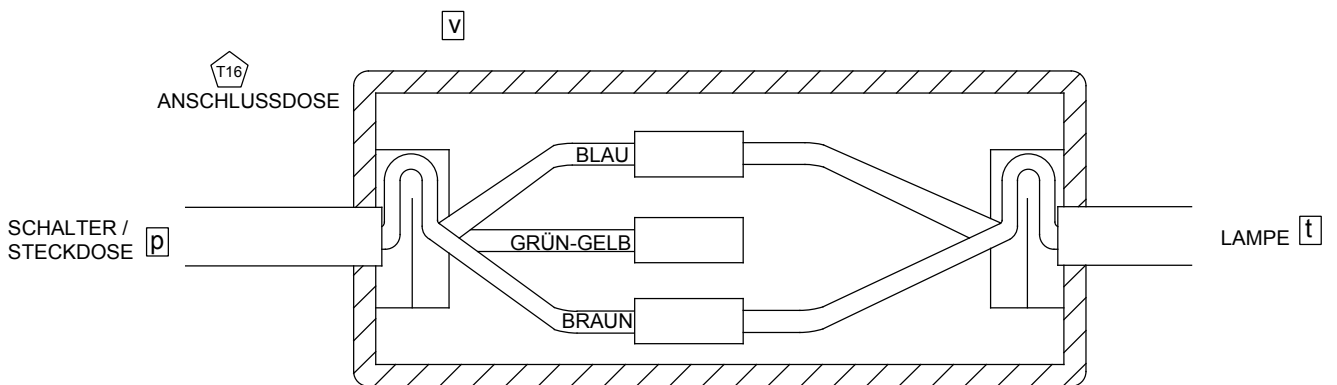 v
T16
ANSCHLUSSDOSE
BLAU
SCHALTER /
STECKDOSE p
GRÜN-GELB
LAMPE t
BRAUN